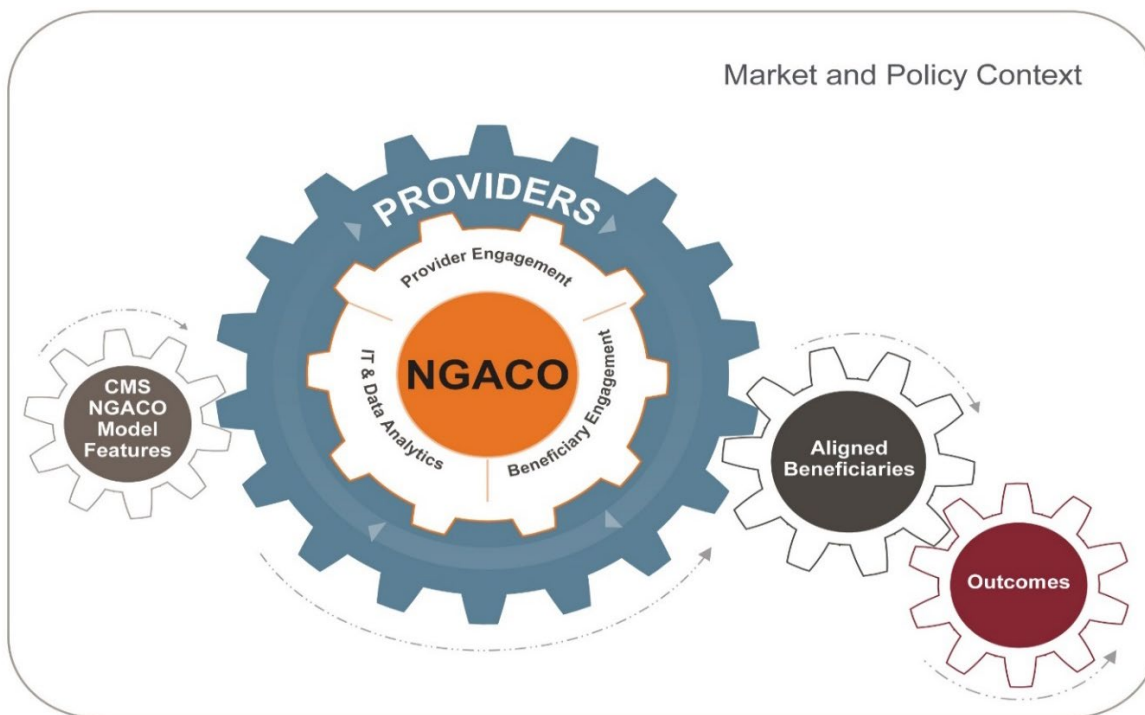 Market and Policy Context
PROVIDERS
Provider Engagement
IT & Data Analytics
Beneficiary Engagement
NGACO
CMS
NGACO
Model
Features
Aligned
Beneficiaries
Outcomes